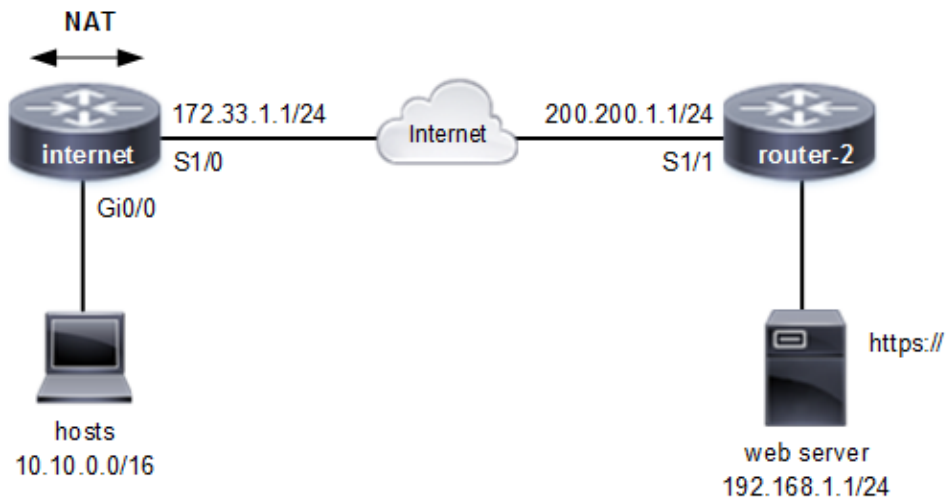 NAT
172.33.1.1/24
200.200.1.1/24
Internet
internet
S1/0
S1/1
router-2
Gi0/0
https://
hosts
10.10.0.0/16
web server
192.168.1.1/24